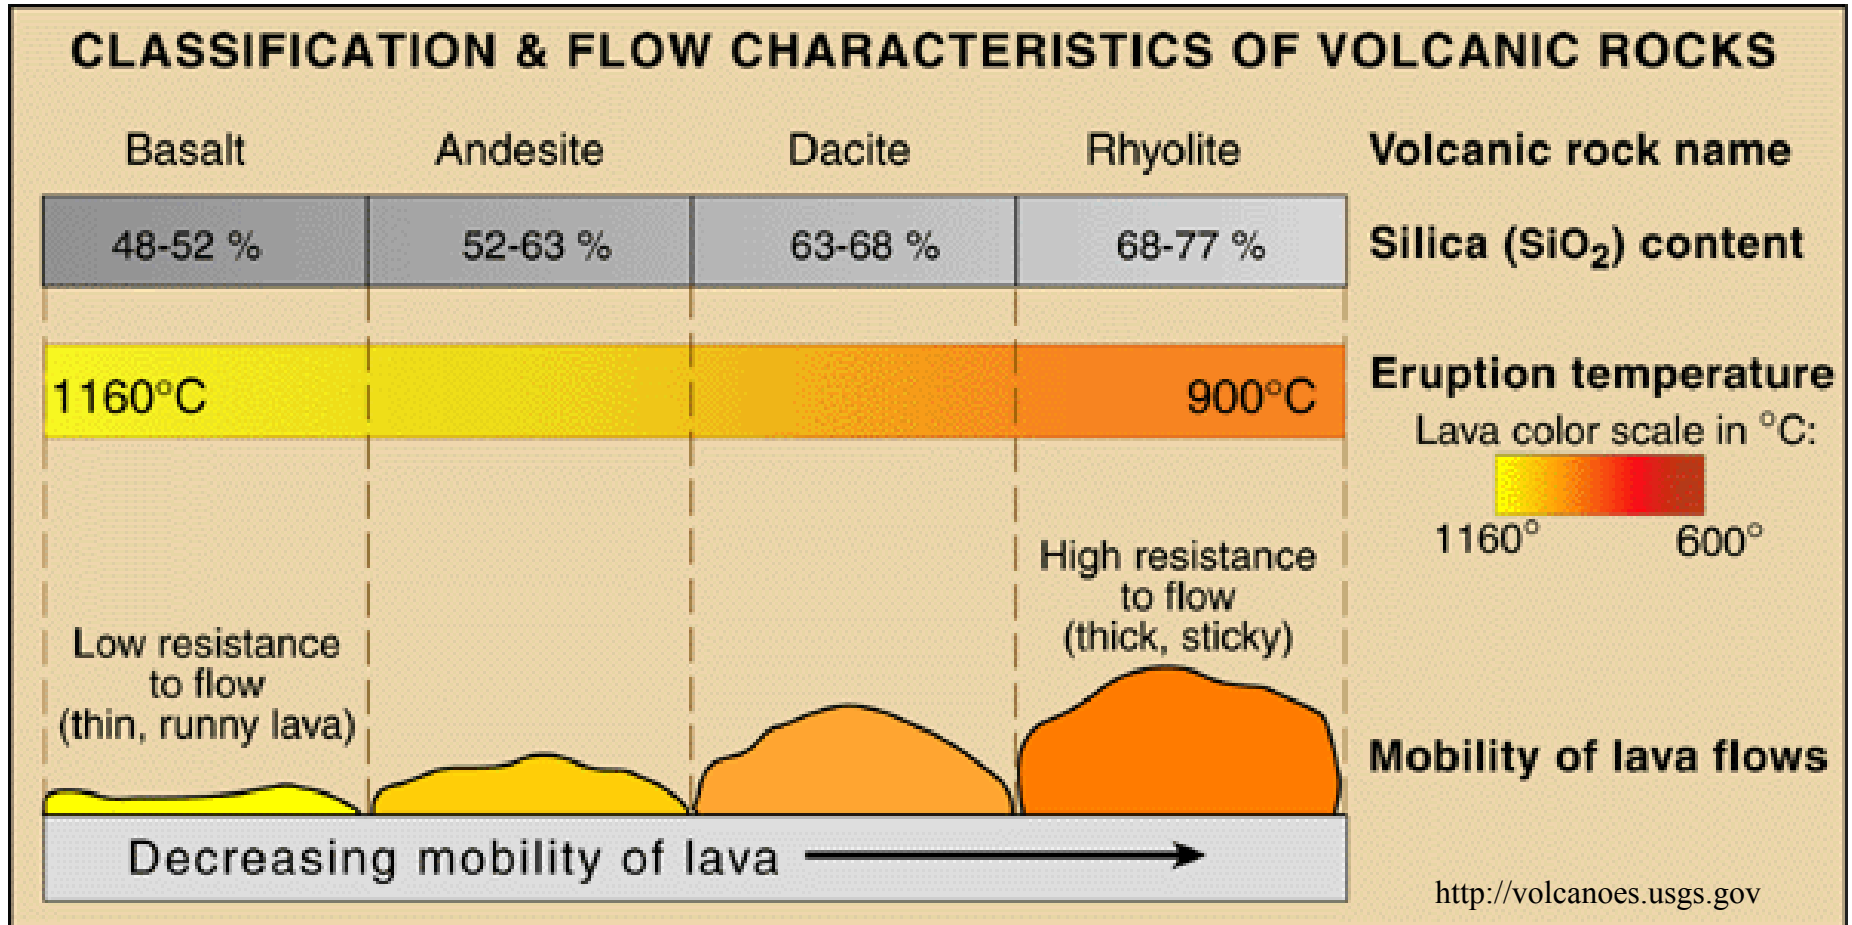 CLASSIFICATION & FLOW CHARACTERISTICS OF VOLCANIC ROCKS
Basalt Andesite Dacite Rhyolite Volcanic rock name
48-52 % 52-63 % 63-68 % 68-77 % Silica (SiO₂) content
1160°C 900°C Eruption temperature
Lava color scale in °C:
1160° 600°
Low resistance
to flow
(thin, runny lava)
High resistance
to flow
(thick, sticky)
Mobility of lava flows
Decreasing mobility of lava
http://volcanoes.usgs.gov